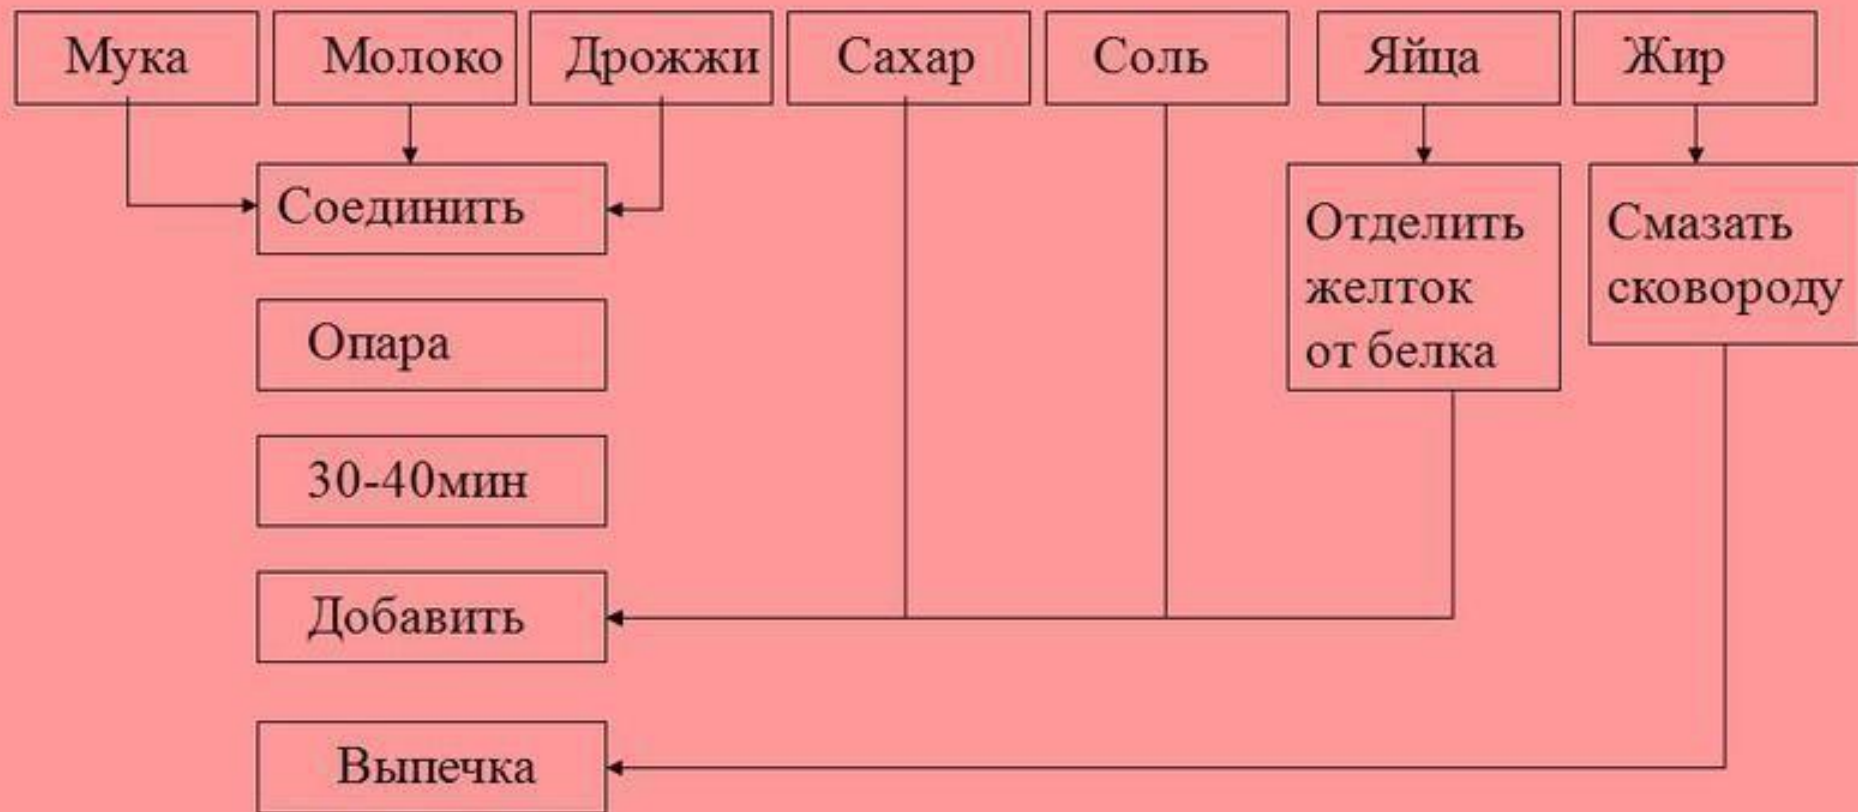 Мука
Молоко
Дрожжи
Сахар
Соль
Яйца
Жир
Соединить
Отделить
желток
от белка
Смазать
сковороду
Опара
30-40мин
Добавить
Выпечка